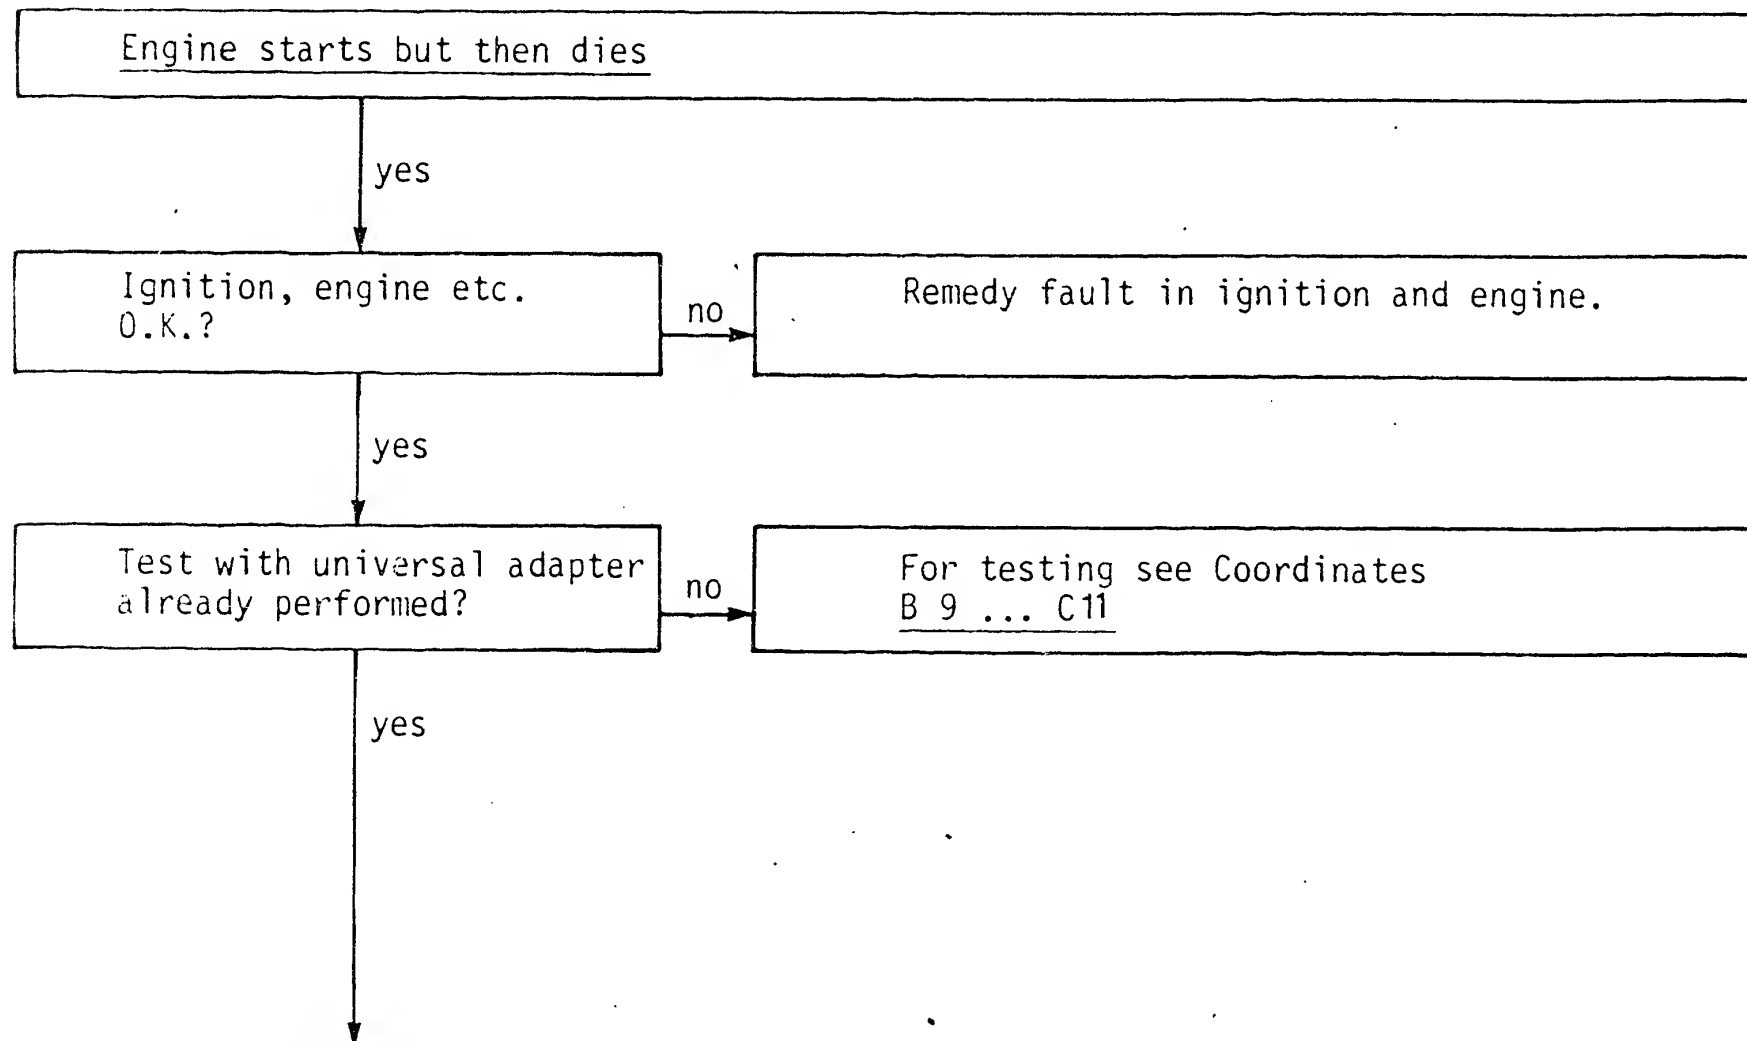 Engine starts but then dies
yes
Ignition, engine etc.
O.K.?
no
Remedy fault in ignition and engine.
yes
Test with universal adapter
already performed?
no
For testing see Coordinates
B 9 ... C11
yes